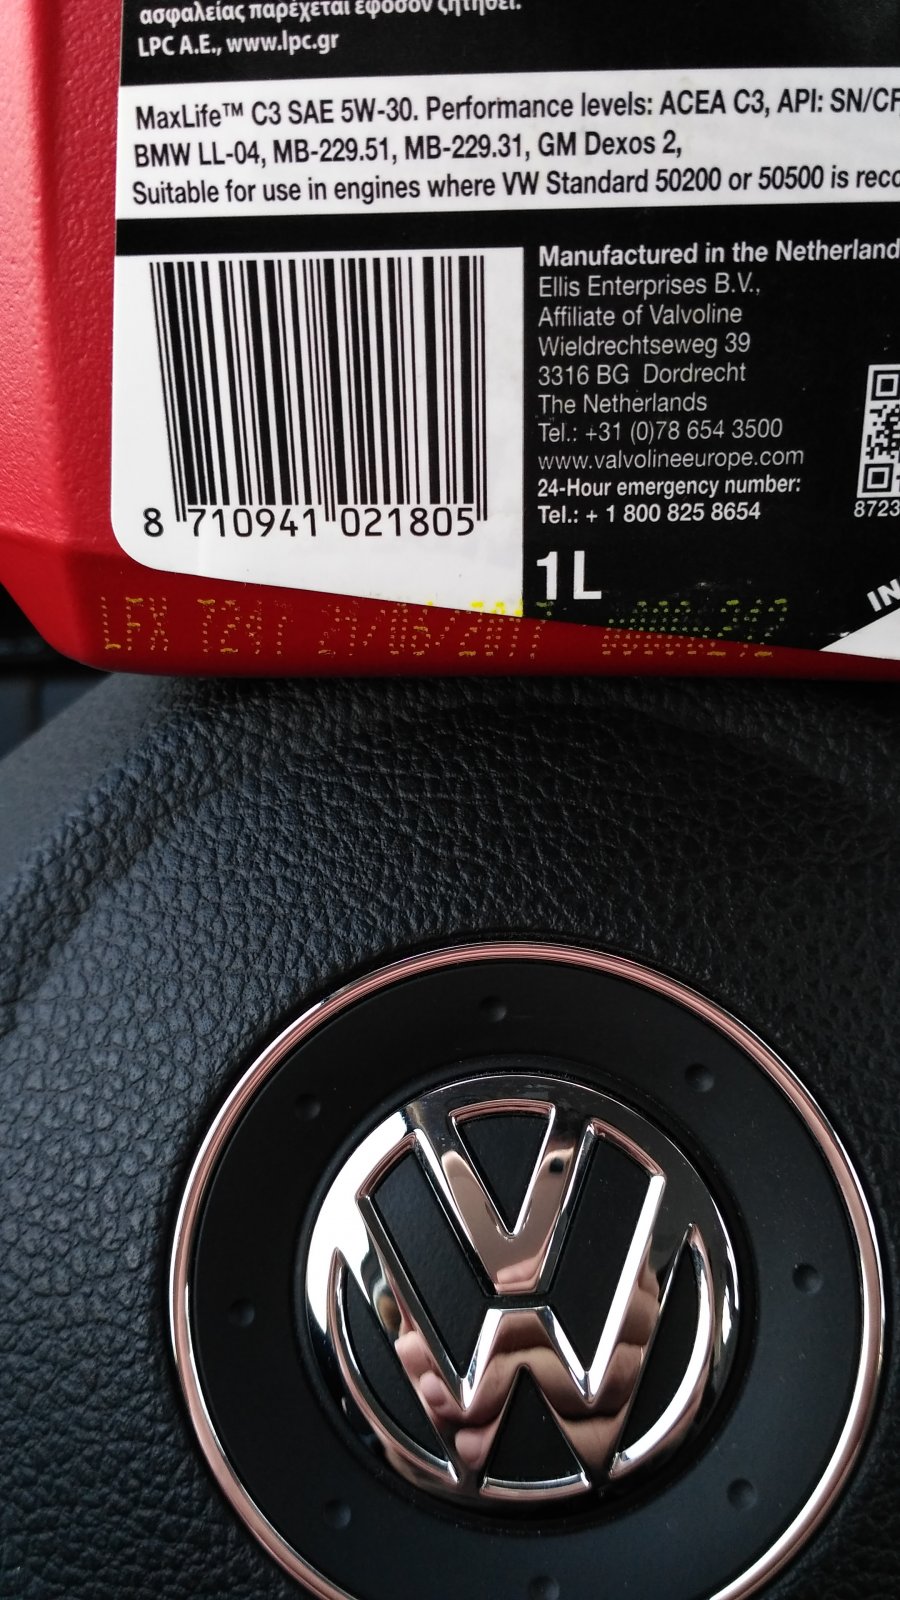 ασφαλείας παρέχεται εφόσον ζητηθεί.
LPC A.E., www.lpc.gr
MaxLife™ C3 SAE 5W-30. Performance levels: ACEA C3, API: SN/CF
BMW LL-04, MB-229.51, MB-229.31, GM Dexos 2,
Suitable for use in engines where VW Standard 50200 or 50500 is reco
Manufactured in the Netherland
Ellis Enterprises B.V.,
Affiliate of Valvoline
Wieldrechtseweg 39
3316 BG Dordrecht
The Netherlands
Tel.: +31 (0)78 654 3500
www.valvolineeurope.com
24-Hour emergency number:
Tel.: + 1 800 825 8654
8 710941 021805
8723
1L
IN
LFX
VW